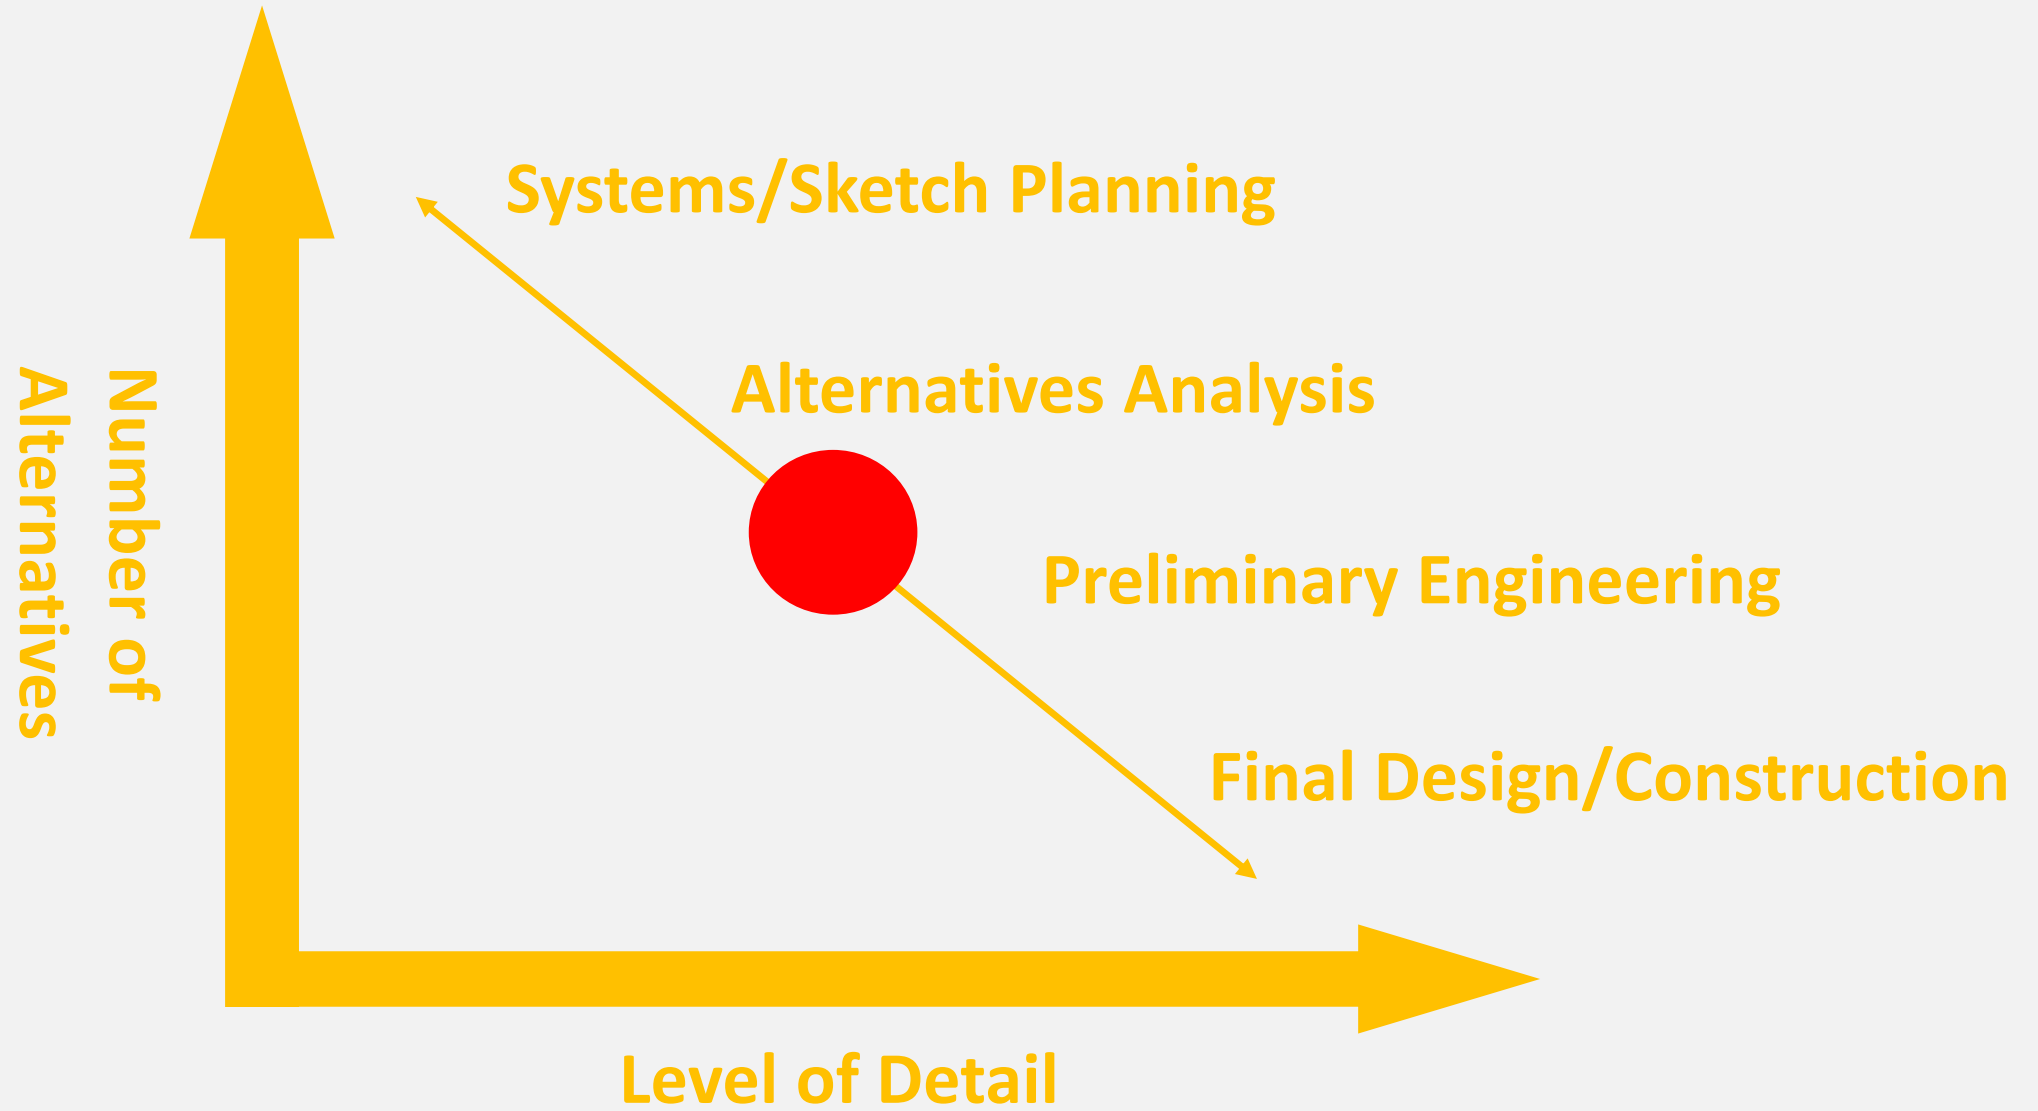 Systems/Sketch Planning
Alternatives Analysis
Number of
Alternatives
Preliminary Engineering
Final Design/Construction
Level of Detail